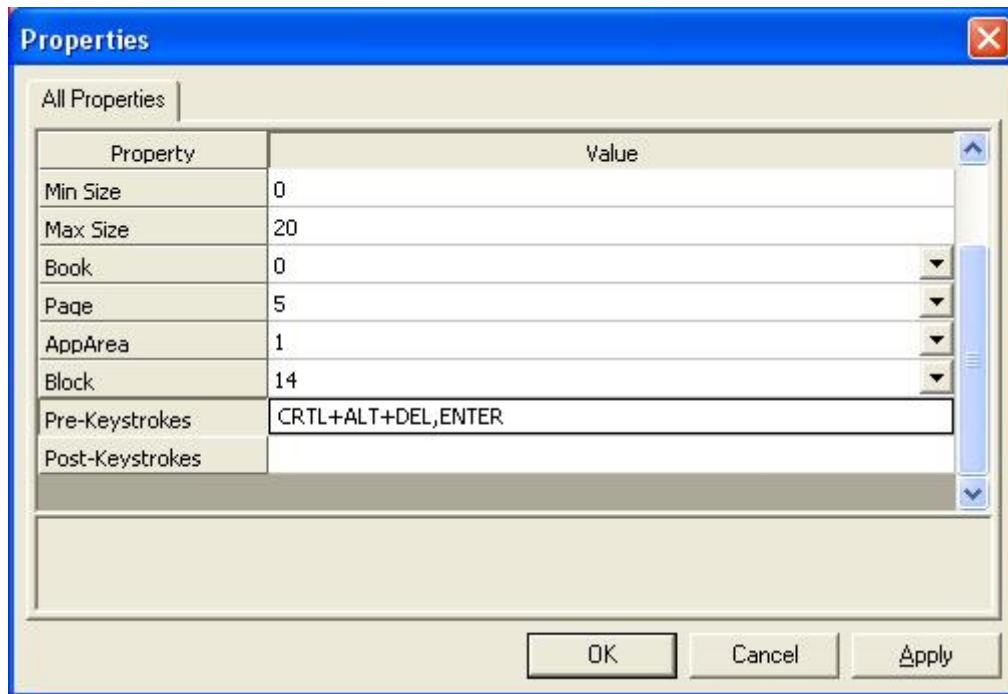 Properties
All Properties
Property Value
Min Size 0
Max Size 20
Book 0
Page 5
AppArea 1
Block 14
Pre-Keystrokes CRTL+ALT+DEL,ENTER
Post-Keystrokes
OK Cancel Apply